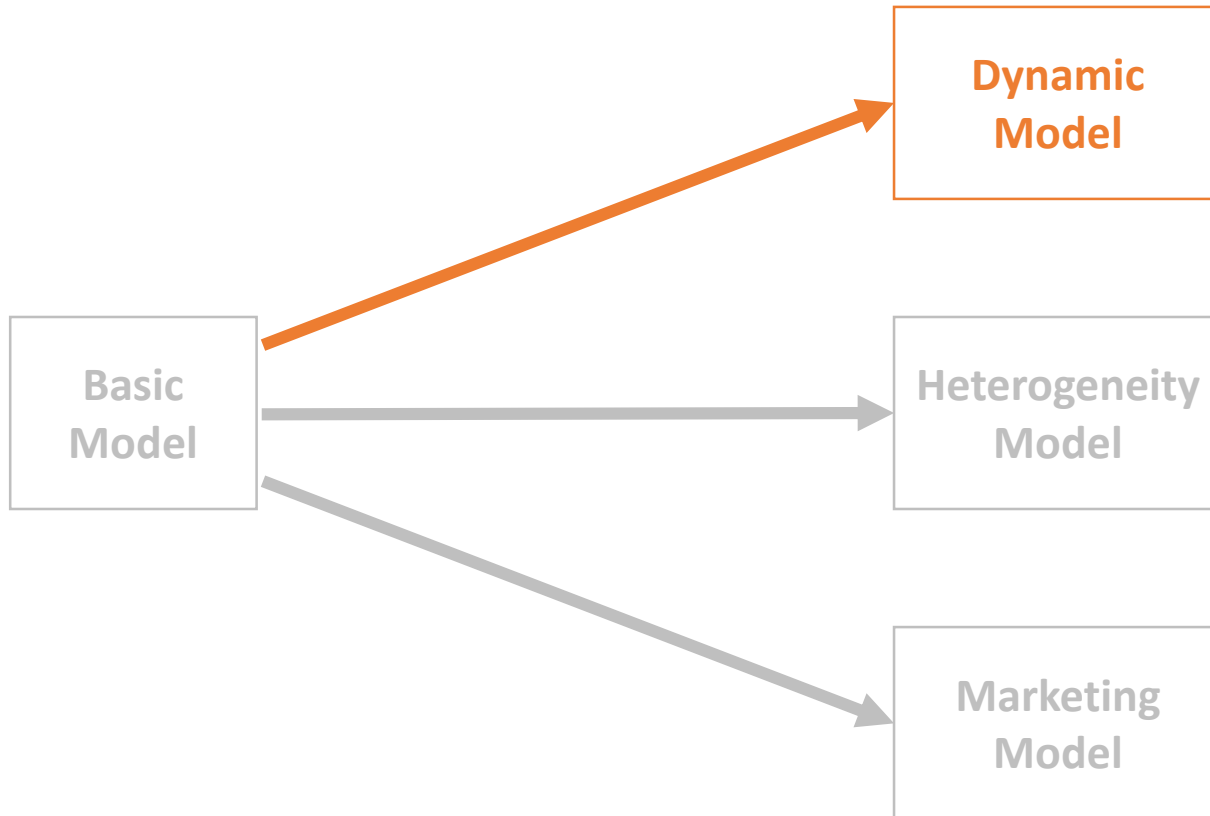 Dynamic
Model
Basic
Model
Heterogeneity
Model
Marketing
Model